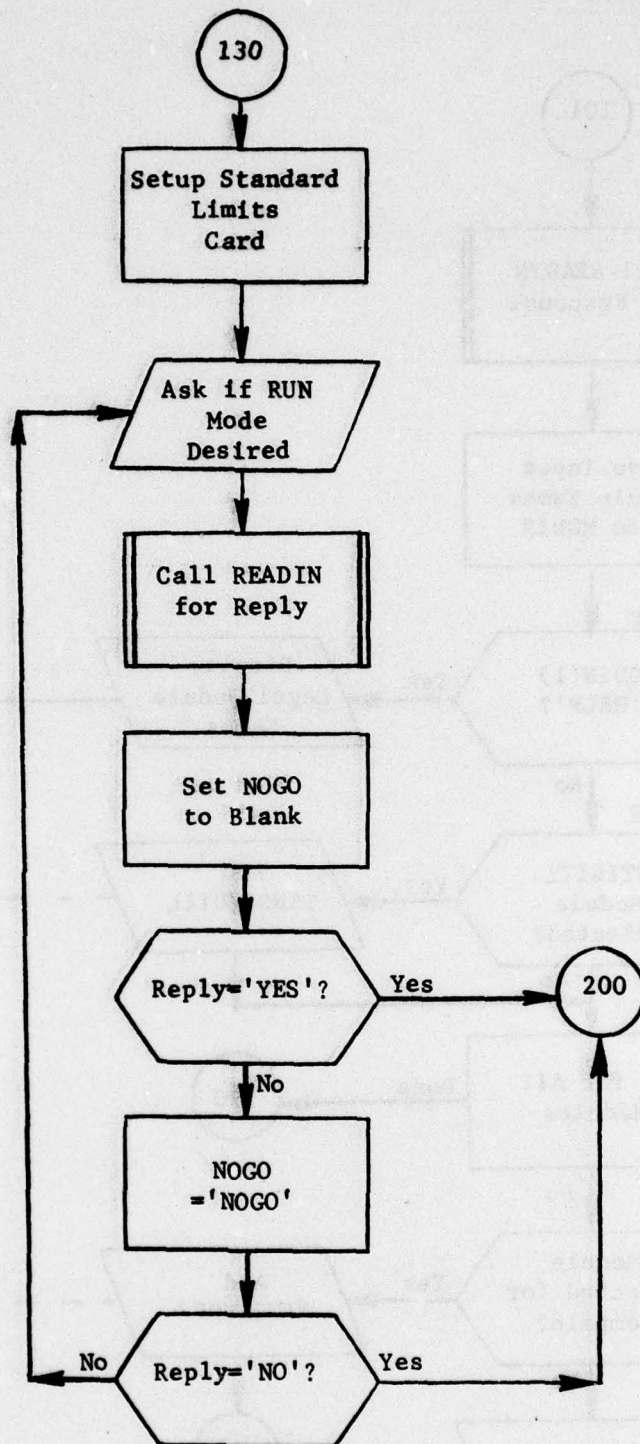 130
Setup Standard
Limits
Card
Ask if RUN
Mode
Desired
Call READIN
for Reply
Set NOGO
to Blank
Reply='YES'?
Yes
200
No
NOGO
='NOGO'
Reply='NO'?
No
Yes